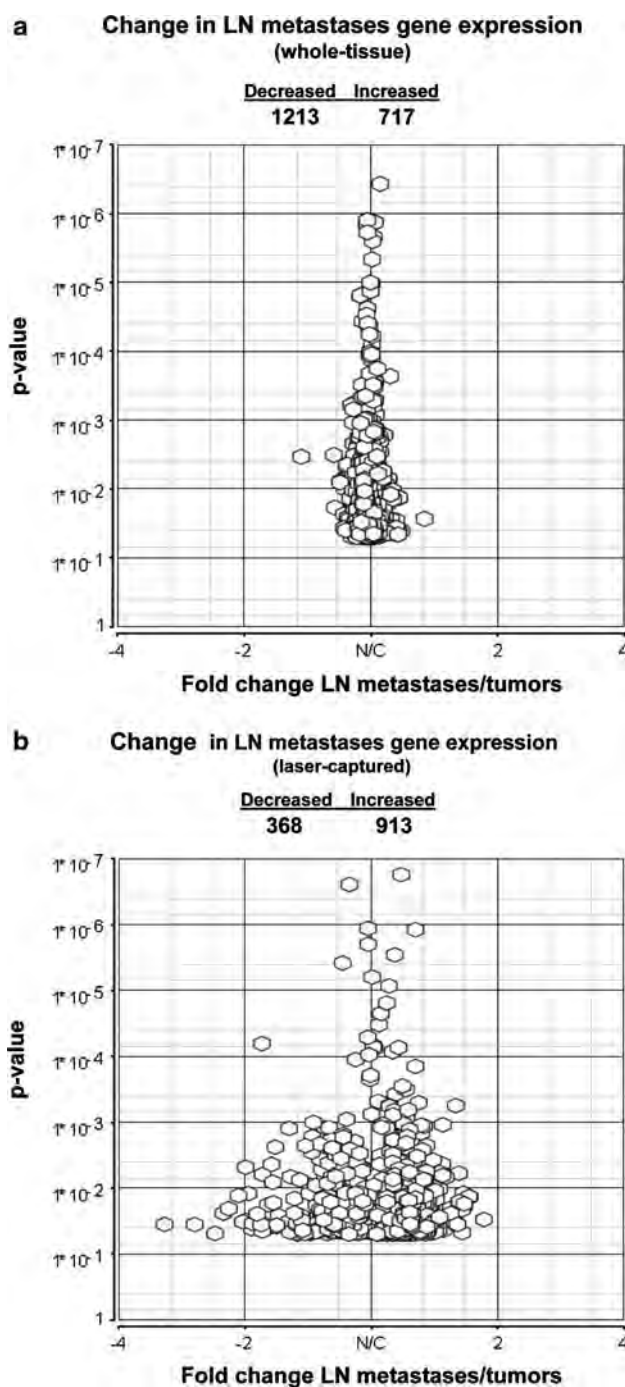 a Change in LN metastases gene expression
(whole-tissue)
Decreased Increased
1213 717
1* 10-7
1* 10-6
1* 10-5
1* 10-4
1* 10-3
1* 10-2
1* 10-1
1
p-value
-4 -2 N/C 2 4
Fold change LN metastases/tumors
b Change in LN metastases gene expression
(laser-captured)
Decreased Increased
368 913
1* 10-7
1* 10-6
1* 10-5
1* 10-4
1* 10-3
1* 10-2
1* 10-1
1
p-value
-4 -2 N/C 2 4
Fold change LN metastases/tumors